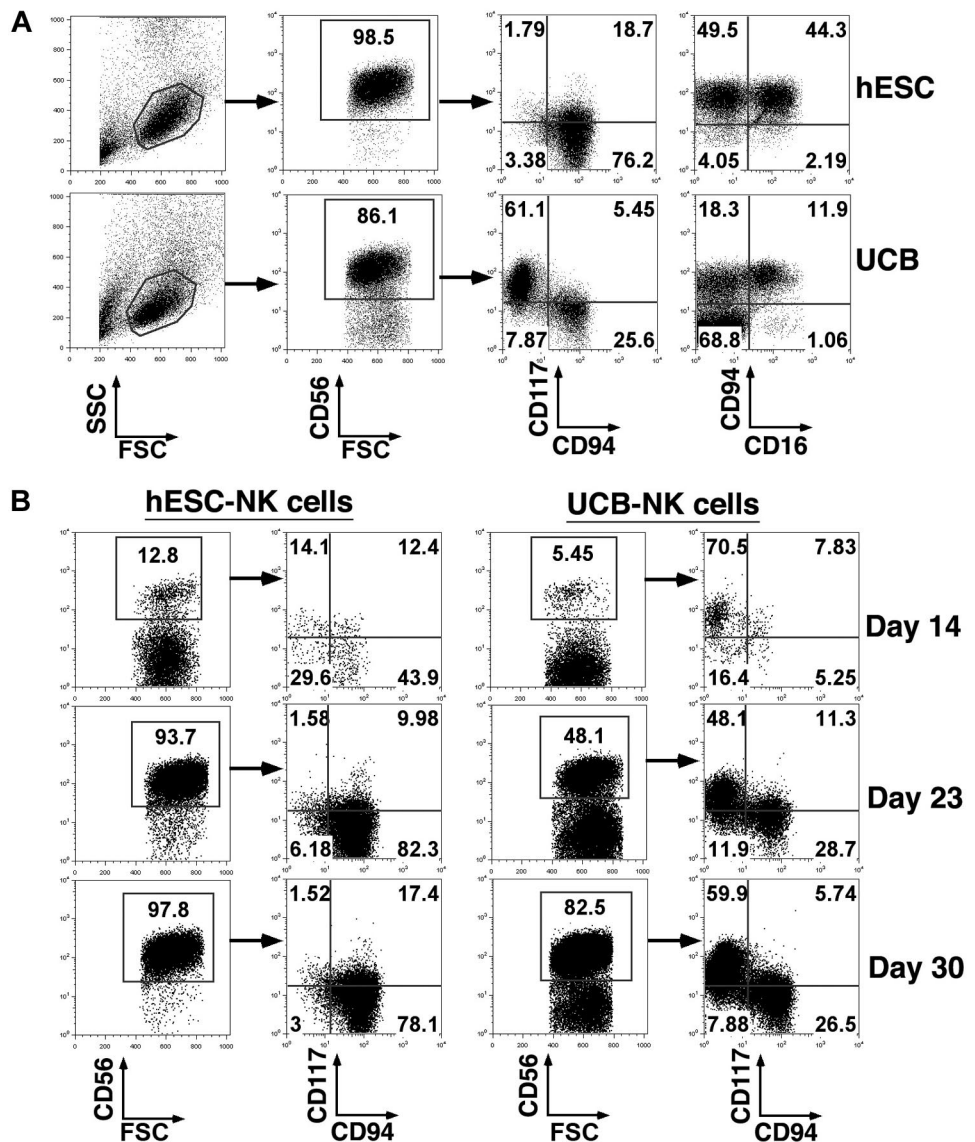 A
98.5
1.79 18.7
3.38 76.2
49.5 44.3
4.05 2.19
hESC
86.1
61.1 5.45
7.87 25.6
18.3 11.9
68.8 1.06
UCB
SSC
FSC
CD56
FSC
CD117
CD94
CD94
CD16
B
hESC-NK cells
UCB-NK cells
12.8
14.1 12.4
29.6 43.9
5.45
70.5 7.83
16.4 5.25
Day 14
93.7
1.58 9.98
6.18 82.3
48.1
48.1 11.3
11.9 28.7
Day 23
97.8
1.52 17.4
3 78.1
82.5
59.9 5.74
7.88 26.5
Day 30
CD56
FSC
CD117
CD94
CD56
FSC
CD117
CD94